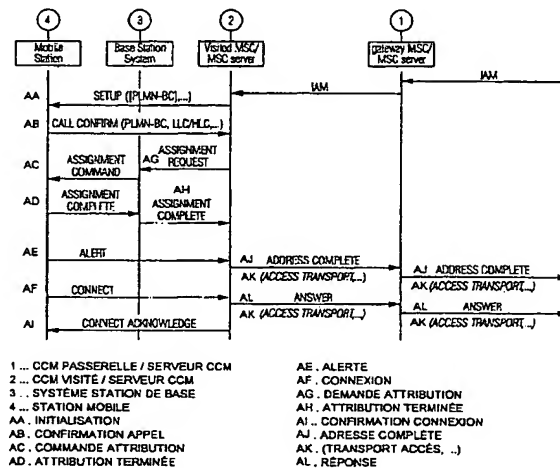 4 3 2 1
Mobile Station
Base Station System
Visited MSC/ MSC server
gateway MSC/ MSC server
IAM
IAM
AA SETUP ([PLMN-BC],...)
AB CALL CONFIRM (PLMN-BC, LLC/HLC,...)
AG ASSIGNMENT REQUEST
AC ASSIGNMENT COMMAND
AD ASSIGNMENT COMPLETE
AH ASSIGNMENT COMPLETE
AE ALERT
AJ ADDRESS COMPLETE
AK (ACCESS TRANSPORT,...)
AJ ADDRESS COMPLETE
AK (ACCESS TRANSPORT,...)
AF CONNECT
AL ANSWER
AK (ACCESS TRANSPORT,...)
AL ANSWER
AK (ACCESS TRANSPORT,...)
AI CONNECT ACKNOWLEDGE
1 ... CCM PASSERELLE / SERVEUR CCM
2 ... CCM VISITÉ / SERVEUR CCM
3 . . SYSTÈME STATION DE BASE
4 ... STATION MOBILE
AA . INITIALISATION
AB . CONFIRMATION APPEL
AC . COMMANDE ATTRIBUTION
AD . ATTRIBUTION TERMINÉE
AE . ALERTE
AF . CONNEXION
AG . DEMANDE ATTRIBUTION
AH . ATTRIBUTION TERMINÉE
AI .. CONFIRMATION CONNEXION
AJ . ADRESSE COMPLÈTE
AK . (TRANSPORT ACCÈS, ..)
AL . RÉPONSE